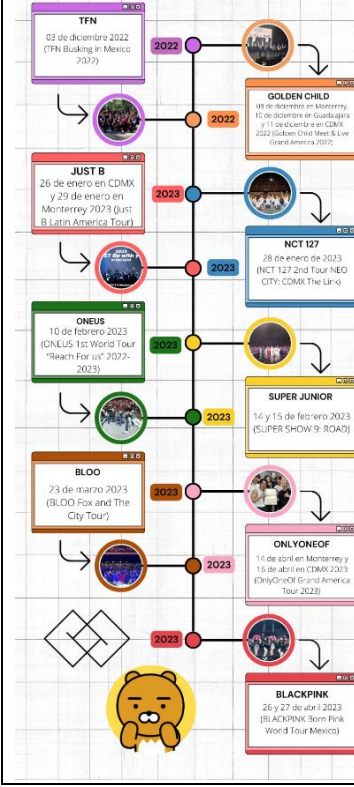 TFN
03 de diciembre 2022
(TFN Busking in Mexico
2022)
2022
GOLDEN CHILD
08 de diciembre en Monterrey,
10 de diciembre en Guadalajara
y 11 de diciembre en CDMX
2022 (Golden Child Meet & Live
Grand America 2022)
2022
JUST B
26 de enero en CDMX
y 29 de enero en
Monterrey 2023 (Just
B Latin America Tour)
2023
NCT 127
28 de enero de 2023
(NCT 127 2nd Tour NEO
CITY: CDMX The Link)
2023
ONEUS
10 de febrero 2023
(ONEUS 1st World Tour
"Reach For us" 2022-
2023)
2023
SUPER JUNIOR
14 y 15 de febrero 2023
(SUPER SHOW 9: ROAD)
2023
BLOO
23 de marzo 2023
(BLOO Fox and The
City Tour)
2023
ONLYONEOF
14 de abril en Monterrey y
16 de abril en CDMX 2023
(OnlyOneOf Grand America
Tour 2023)
2023
2023
BLACKPINK
26 y 27 de abril 2023
(BLACKPINK Born Pink
World Tour Mexico)